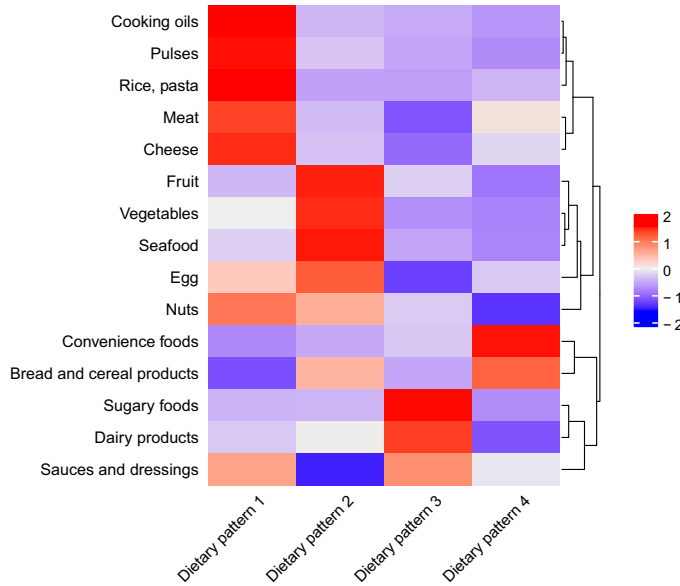 Cooking oils
Pulses
Rice, pasta
Meat
Cheese
Fruit
Vegetables
Seafood
Egg
Nuts
Convenience foods
Bread and cereal products
Sugary foods
Dairy products
Sauces and dressings
Dietary pattern 1
Dietary pattern 2
Dietary pattern 3
Dietary pattern 4
2
1
0
−1
−2